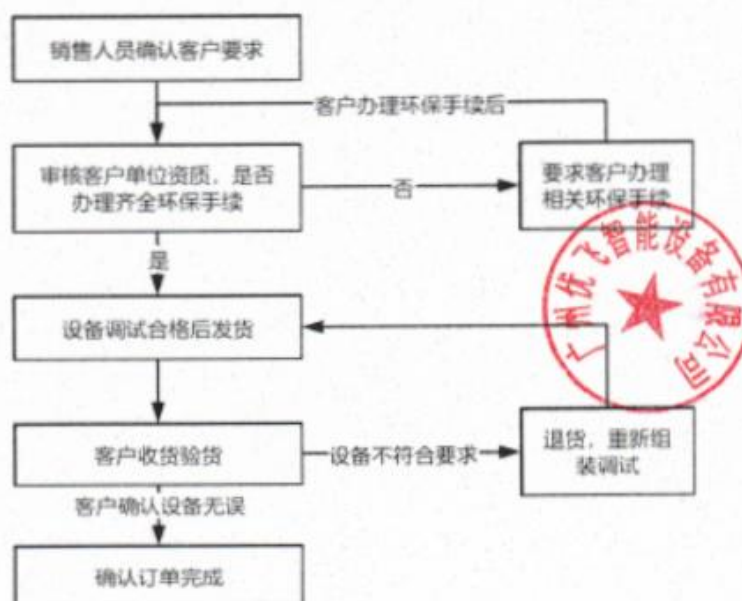 销售人员确认客户要求
客户办理环保手续后
审核客户单位资质，是否
办理齐全环保手续
否
要求客户办理
相关环保手续
是
广州优飞智能设备有限公司
设备调试合格后发货
客户收货验货
设备不符合要求
退货，重新组
装调试
客户确认设备无误
确认订单完成